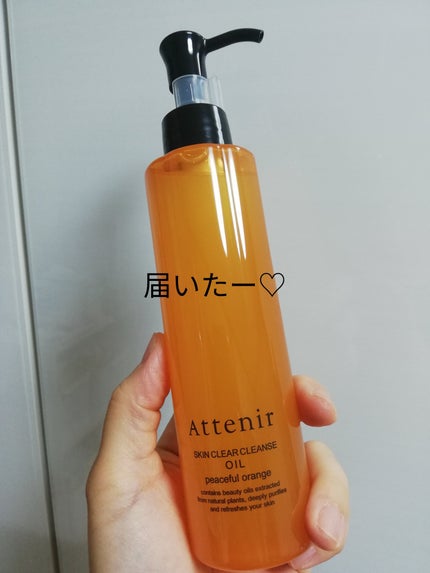 届いたー♡
Attenir
SKIN CLEAR CLEANSE
OIL
peaceful orange
contains beauty oils extracted
from natural plants, deeply purifies
and refreshes your skin